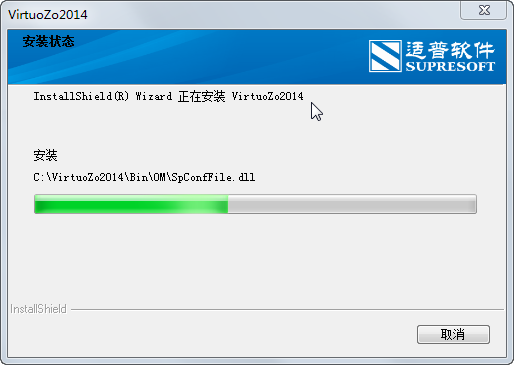 VirtuoZo2014
安装状态
适普软件
SUPRESOFT
InstallShield(R) Wizard 正在安装 VirtuoZo2014
安装
C:\VirtuoZo2014\Bin\OM\SpConfFile.dll
InstallShield
取消